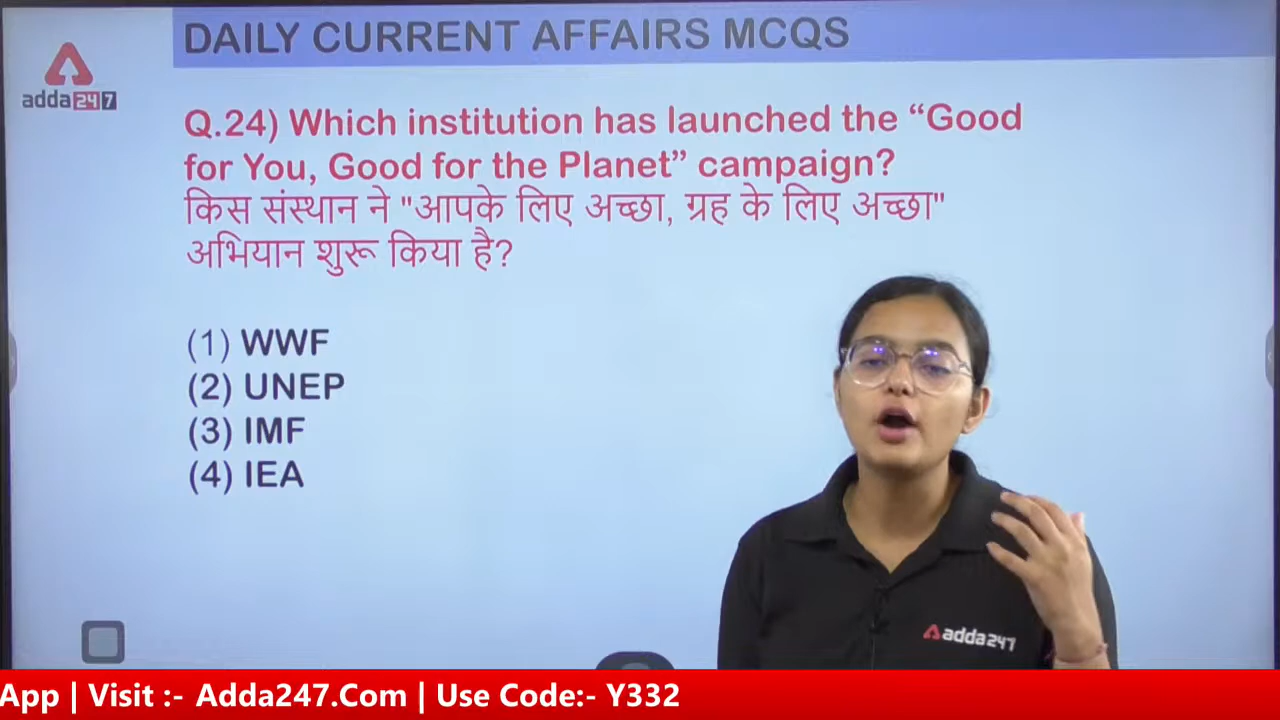 DAILY CURRENT AFFAIRS MCQS
adda247
Q.24) Which institution has launched the “Good
for You, Good for the Planet” campaign?
किस संस्थान ने "आपके लिए अच्छा, ग्रह के लिए अच्छा"
अभियान शुरू किया है?
(1) WWF
(2) UNEP
(3) IMF
(4) IEA
adda247
App | Visit :- Adda247.Com | Use Code:- Y332